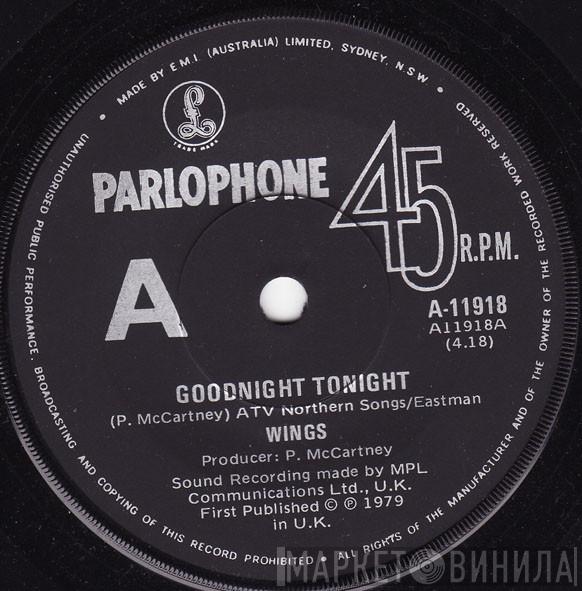 MADE BY E.M.I. (AUSTRALIA) LIMITED, SYDNEY, N.S.W •
ALL RIGHTS OF THE MANUFACTURER AND OF THE OWNER OF THE RECORDED WORK RESERVED
• UNAUTHORISED PUBLIC PERFORMANCE, BROADCASTING AND COPYING OF THIS RECORD PROHIBITED •
£
TRADE MARK
PARLOPHONE
45
R.P.M.
A
A-11918
A11918A
(4.18)
GOODNIGHT TONIGHT
(P. McCartney) ATV Northern Songs/Eastman
WINGS
Producer: P. McCartney
Sound Recording made by MPL
Communications Ltd., U.K.
First Published © ℗ 1979
in U.K.
МАРКЕТ ВИНИЛА